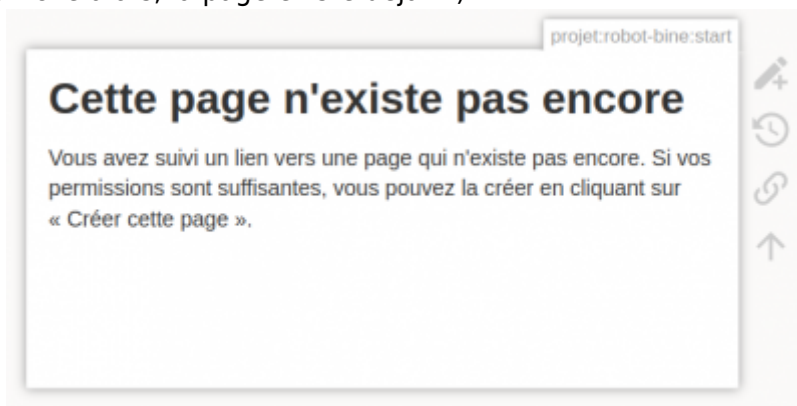 projet:robot-bine:start
Cette page n'existe pas encore
Vous avez suivi un lien vers une page qui n'existe pas encore. Si vos
permissions sont suffisantes, vous pouvez la créer en cliquant sur
« Créer cette page ».